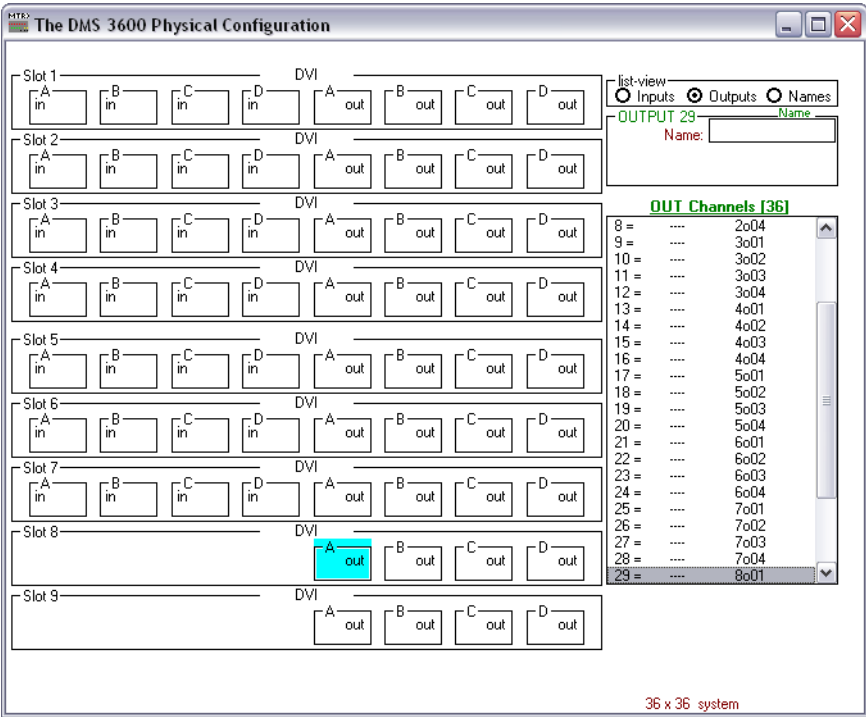 MTRX The DMS 3600 Physical Configuration
Slot 1 DVI
A in B in C in D in A out B out C out D out
Slot 2 DVI
A in B in C in D in A out B out C out D out
Slot 3 DVI
A in B in C in D in A out B out C out D out
Slot 4 DVI
A in B in C in D in A out B out C out D out
Slot 5 DVI
A in B in C in D in A out B out C out D out
Slot 6 DVI
A in B in C in D in A out B out C out D out
Slot 7 DVI
A in B in C in D in A out B out C out D out
Slot 8 DVI
A out B out C out D out
Slot 9 DVI
A out B out C out D out
list-view
Inputs Outputs Names
OUTPUT 29 Name
Name:
OUT Channels [36]
8 = ---- 2o04
9 = ---- 3o01
10 = ---- 3o02
11 = ---- 3o03
12 = ---- 3o04
13 = ---- 4o01
14 = ---- 4o02
15 = ---- 4o03
16 = ---- 4o04
17 = ---- 5o01
18 = ---- 5o02
19 = ---- 5o03
20 = ---- 5o04
21 = ---- 6o01
22 = ---- 6o02
23 = ---- 6o03
24 = ---- 6o04
25 = ---- 7o01
26 = ---- 7o02
27 = ---- 7o03
28 = ---- 7o04
29 = ---- 8o01
36 x 36 system